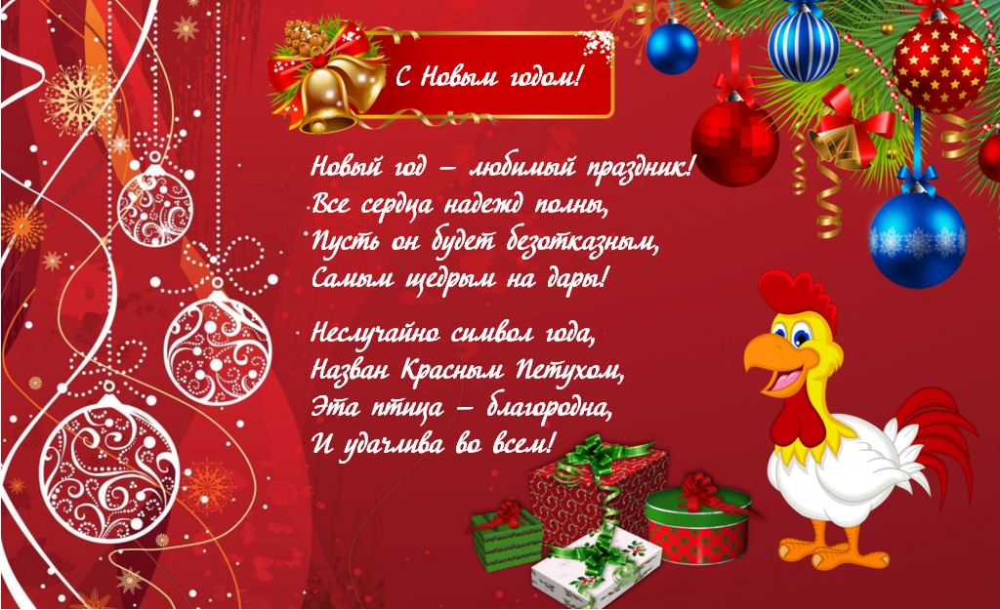 С Новым годом!
Новый год – любимый праздник!
Все сердца надежд полны,
Пусть он будет безотказным,
Самым щедрым на дары!
Неслучайно символ года,
Назван Красным Петухом,
Эта птица – благородна,
И удачлива во всем!